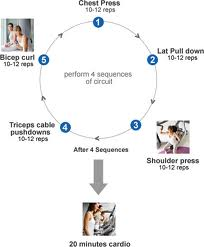 Chest Press
10-12 reps
1
Lat Pull down
10-12 reps
2
Shoulder press
10-12 reps
3
Triceps cable
pushdowns
10-12 reps
4
Bicep curl
10-12 reps
5
perform 4 sequences
of circuit
After 4 Sequences
20 minutes cardio